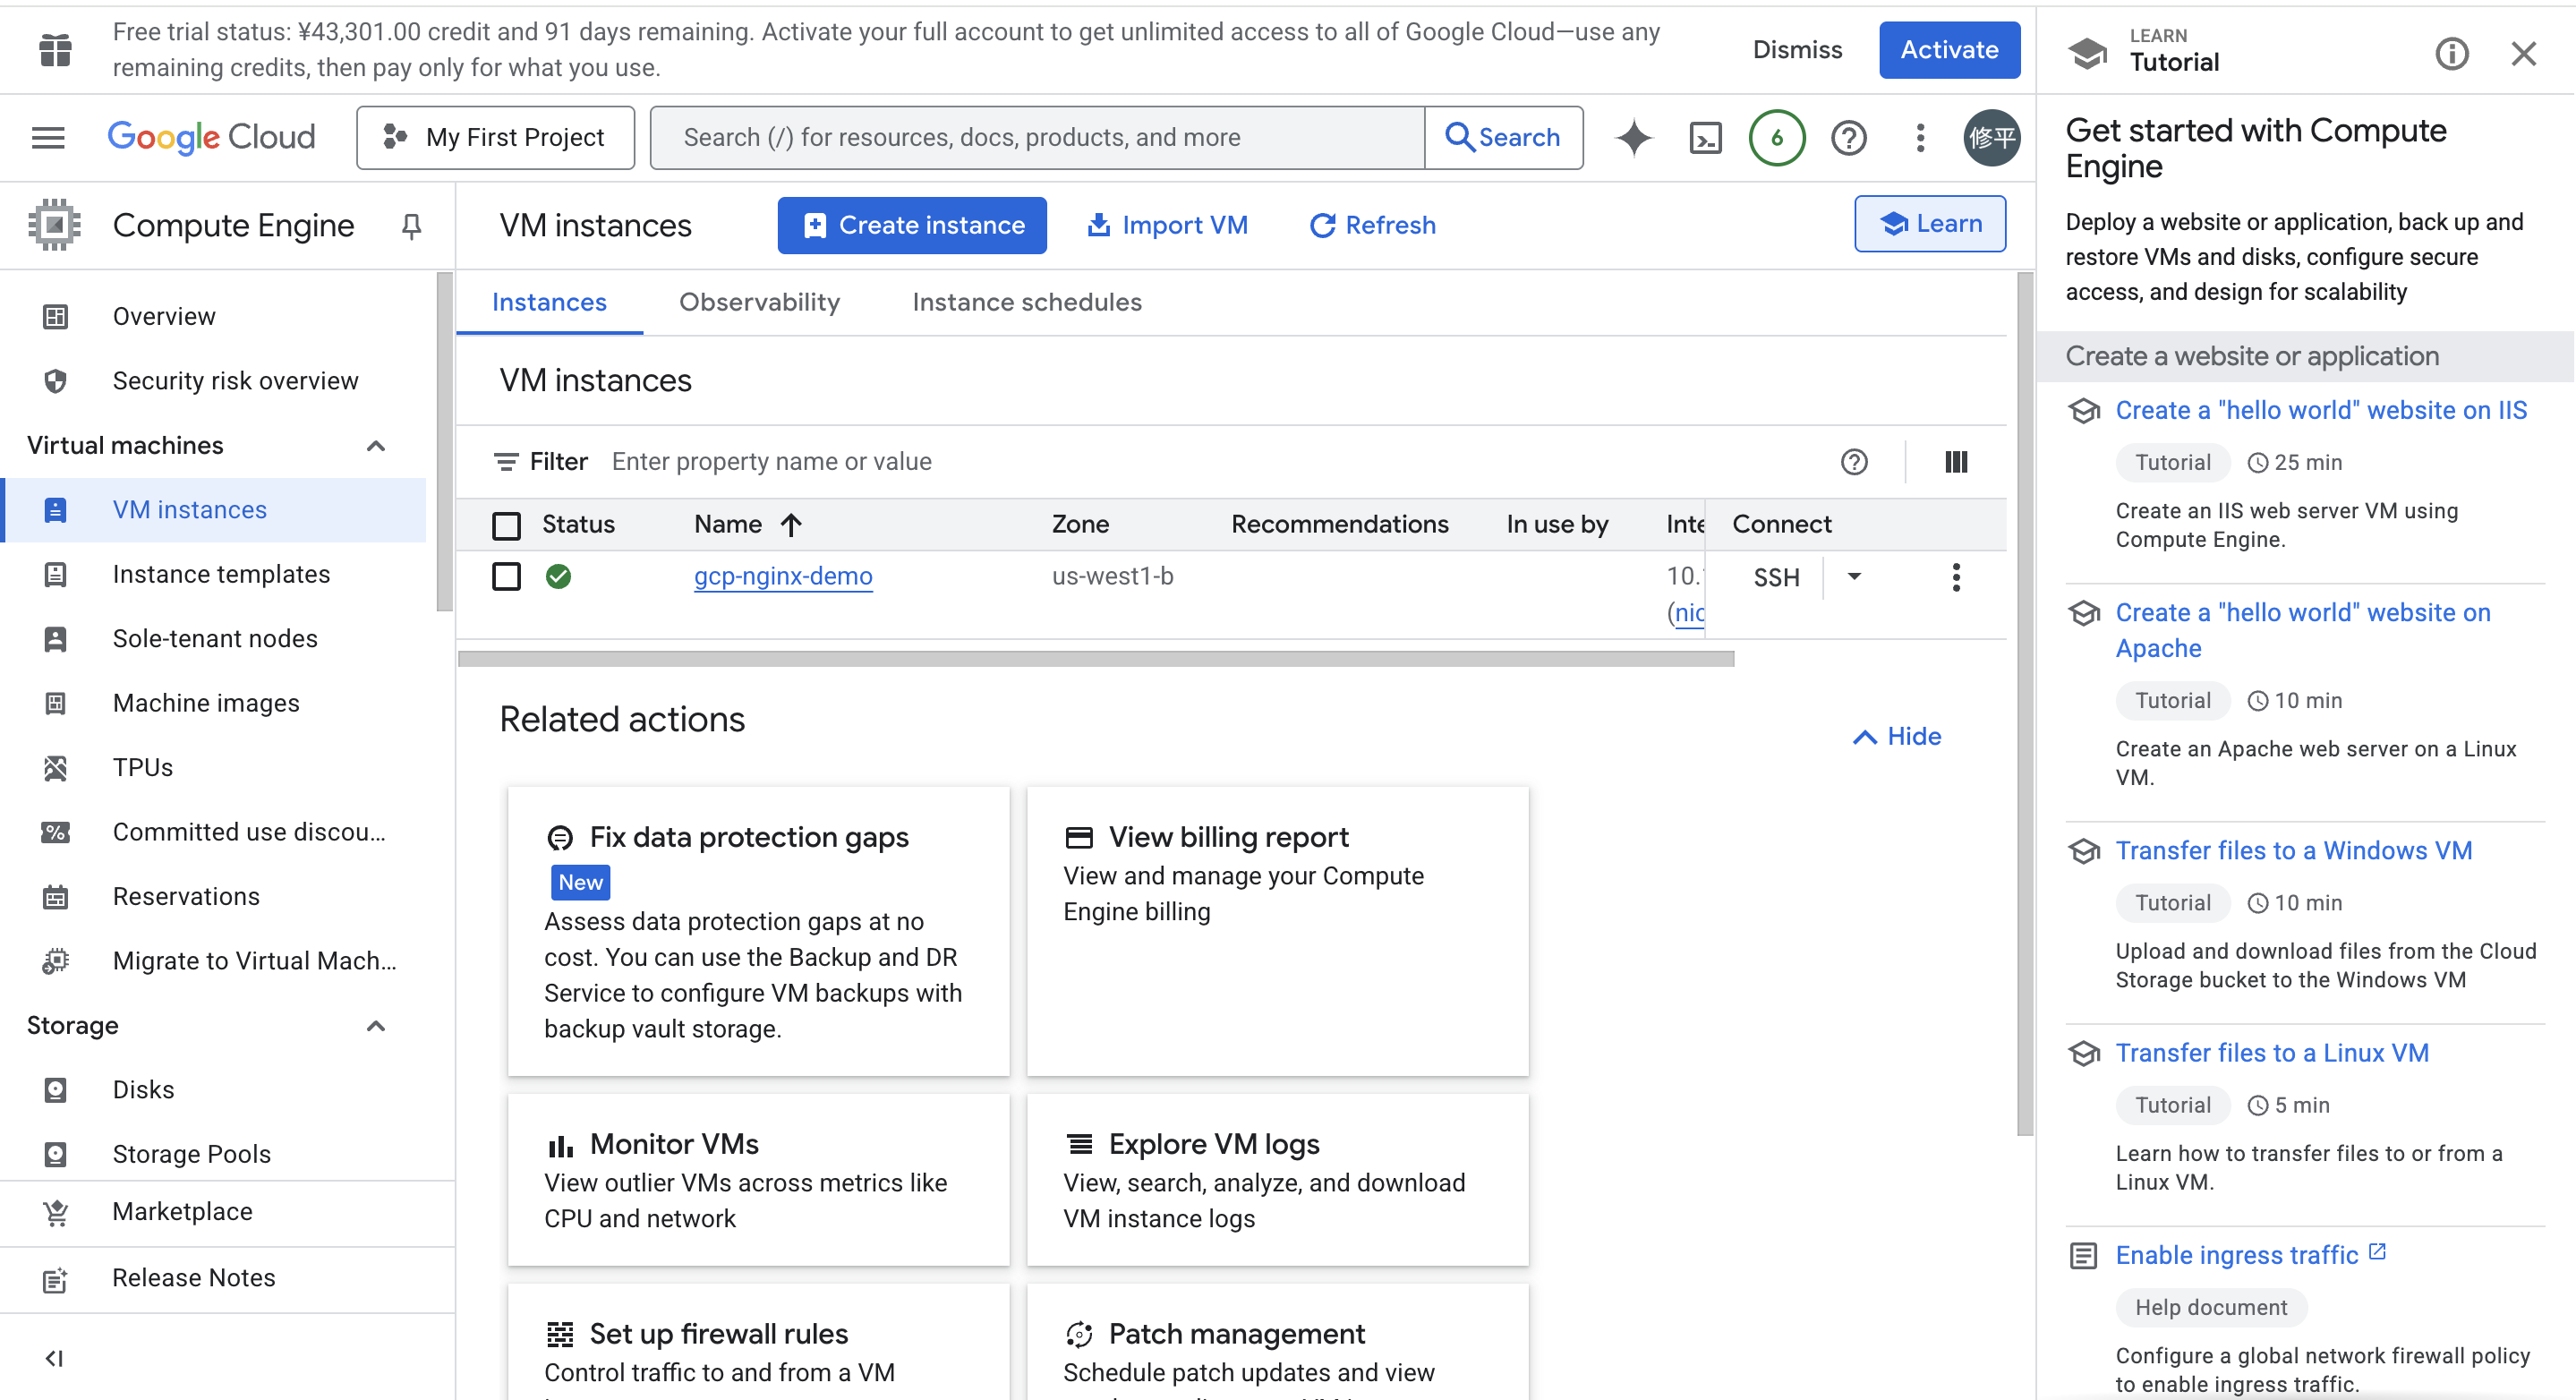 Free trial status: ¥43,301.00 credit and 91 days remaining. Activate your full account to get unlimited access to all of Google Cloud—use any
remaining credits, then pay only for what you use.
Dismiss
Activate
Google Cloud
My First Project
Search (/) for resources, docs, products, and more
Search
6
修平
Compute Engine
Overview
Security risk overview
Virtual machines
VM instances
Instance templates
Sole-tenant nodes
Machine images
TPUs
Committed use discou...
Reservations
Migrate to Virtual Mach...
Storage
Disks
Storage Pools
Marketplace
Release Notes
VM instances
Create instance
Import VM
Refresh
Learn
Instances
Observability
Instance schedules
VM instances
Filter
Enter property name or value
Status Name Zone Recommendations In use by Inte Connect
gcp-nginx-demo us-west1-b 10. SSH
(nic
Related actions
Hide
Fix data protection gaps
New
Assess data protection gaps at no
cost. You can use the Backup and DR
Service to configure VM backups with
backup vault storage.
View billing report
View and manage your Compute
Engine billing
Monitor VMs
View outlier VMs across metrics like
CPU and network
Explore VM logs
View, search, analyze, and download
VM instance logs
Set up firewall rules
Control traffic to and from a VM
Patch management
Schedule patch updates and view
LEARN
Tutorial
Get started with Compute
Engine
Deploy a website or application, back up and
restore VMs and disks, configure secure
access, and design for scalability
Create a website or application
Create a "hello world" website on IIS
Tutorial
25 min
Create an IIS web server VM using
Compute Engine.
Create a "hello world" website on
Apache
Tutorial
10 min
Create an Apache web server on a Linux
VM.
Transfer files to a Windows VM
Tutorial
10 min
Upload and download files from the Cloud
Storage bucket to the Windows VM
Transfer files to a Linux VM
Tutorial
5 min
Learn how to transfer files to or from a
Linux VM.
Enable ingress traffic
Help document
Configure a global network firewall policy
to enable ingress traffic.